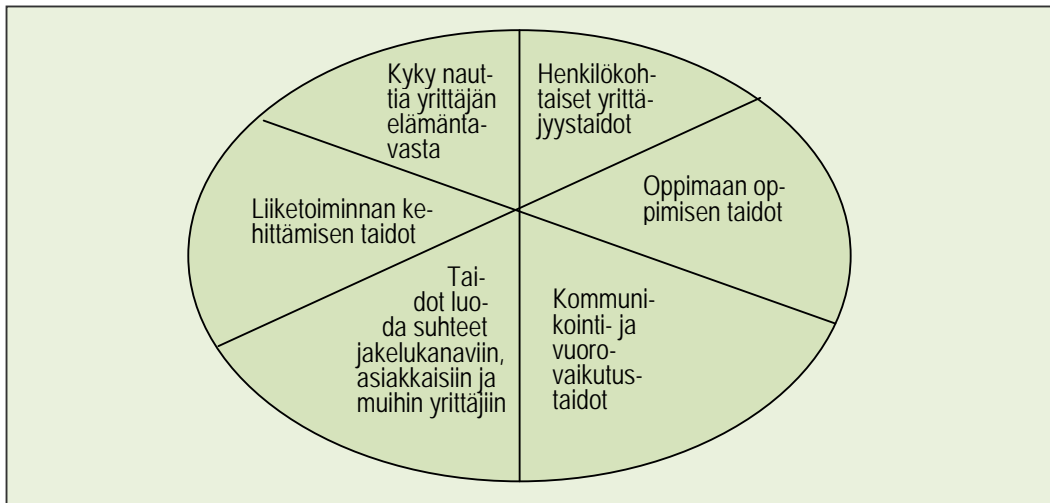 Kyky naut-
tia yrittäjän
elämänta-
vasta
Henkilökoh-
taiset yrittä-
jyystaidot
Oppimaan op-
pimisen taidot
Liiketoiminnan ke-
hittämisen taidot
Tai-
dot luo-
da suhteet
jakelukanaviin,
asiakkaisiin ja
muihin yrittäjiin
Kommuni-
kointi- ja
vuoro-
vaikutus-
taidot